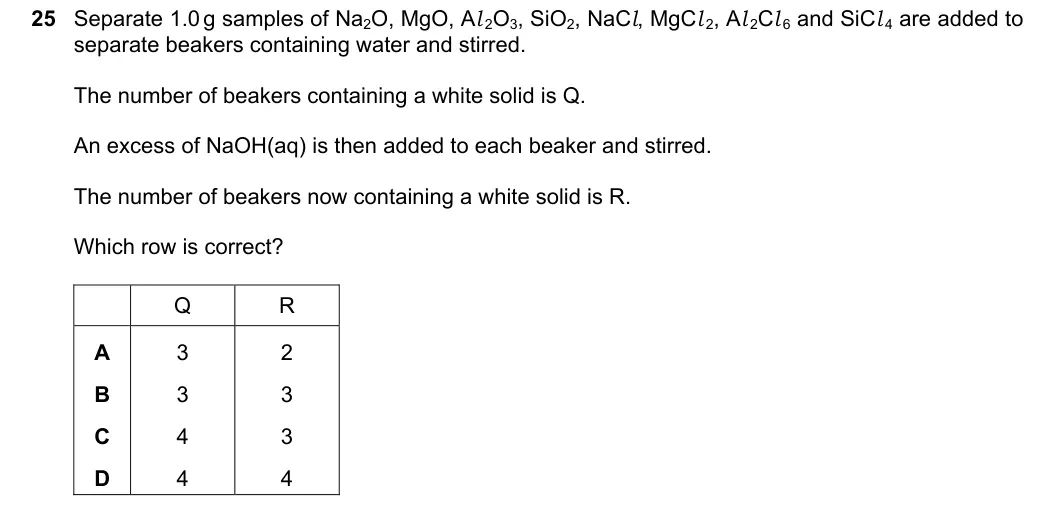 25 Separate 1.0 g samples of Na₂O, MgO, Al₂O₃, SiO₂, NaCl, MgCl₂, Al₂Cl₆ and SiCl₄ are added to
separate beakers containing water and stirred.
The number of beakers containing a white solid is Q.
An excess of NaOH(aq) is then added to each beaker and stirred.
The number of beakers now containing a white solid is R.
Which row is correct?
Q R
A 3 2
B 3 3
C 4 3
D 4 4